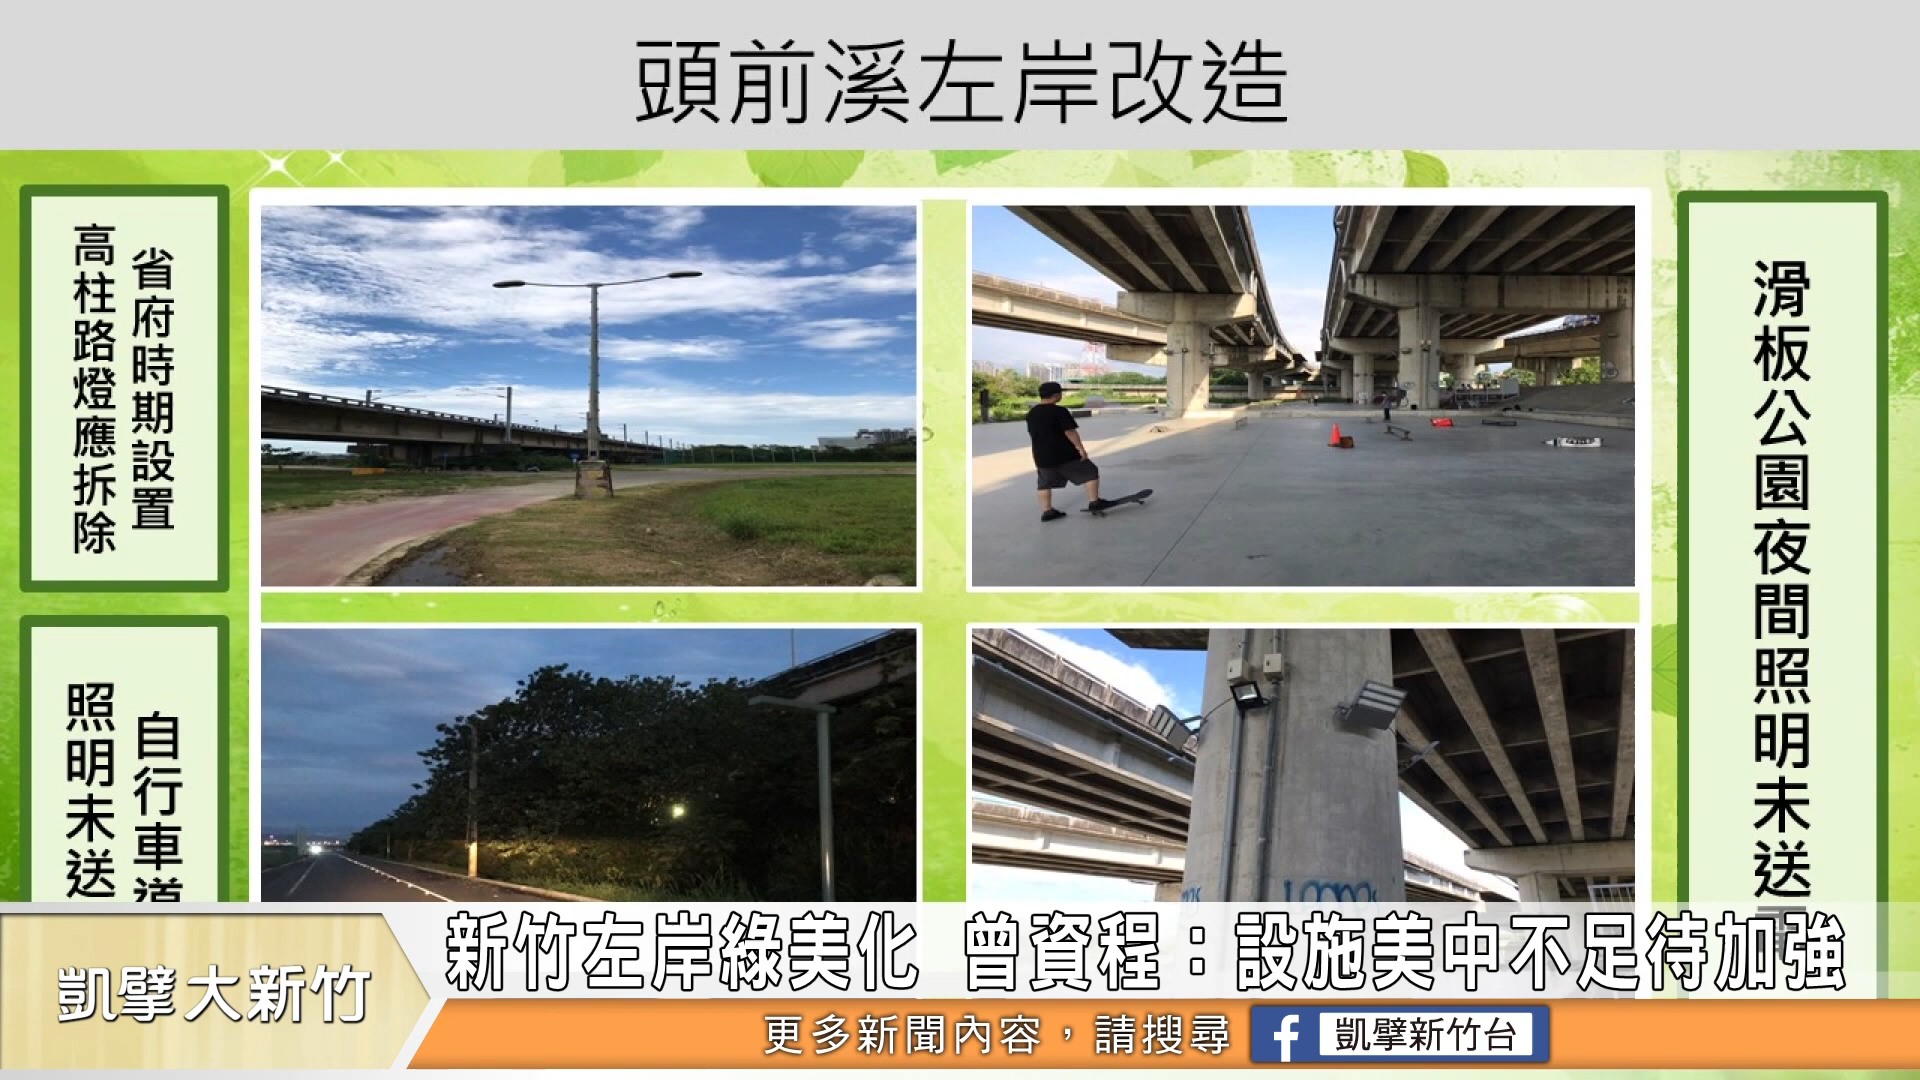 頭前溪左岸改造
省府時期設置
高柱路燈應拆除
自行車道
照明未送
滑板公園夜間照明未送電
新竹左岸綠美化 曾資程：設施美中不足待加強
凱擘大新竹
更多新聞內容，請搜尋
f 凱擘新竹台